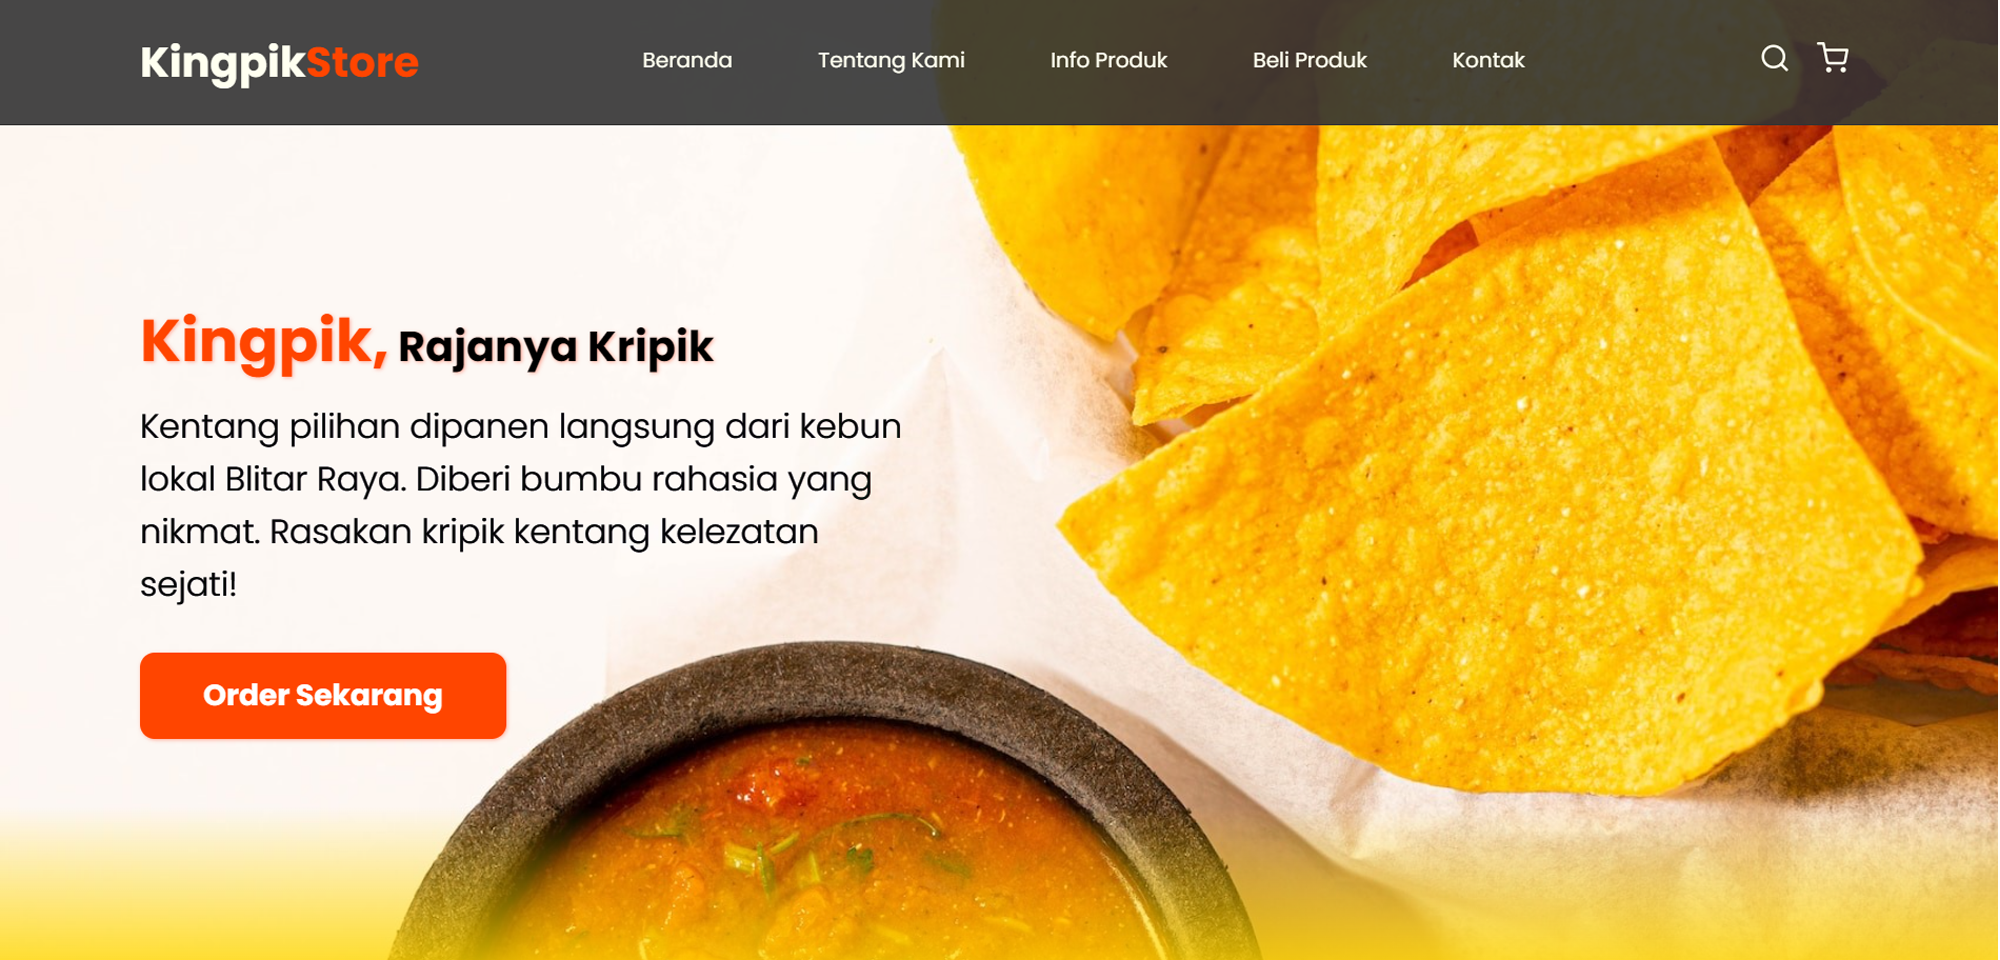 KingpikStore
Beranda
Tentang Kami
Info Produk
Beli Produk
Kontak
Kingpik, Rajanya Kripik
Kentang pilihan dipanen langsung dari kebun
lokal Blitar Raya. Diberi bumbu rahasia yang
nikmat. Rasakan kripik kentang kelezatan
sejati!
Order Sekarang